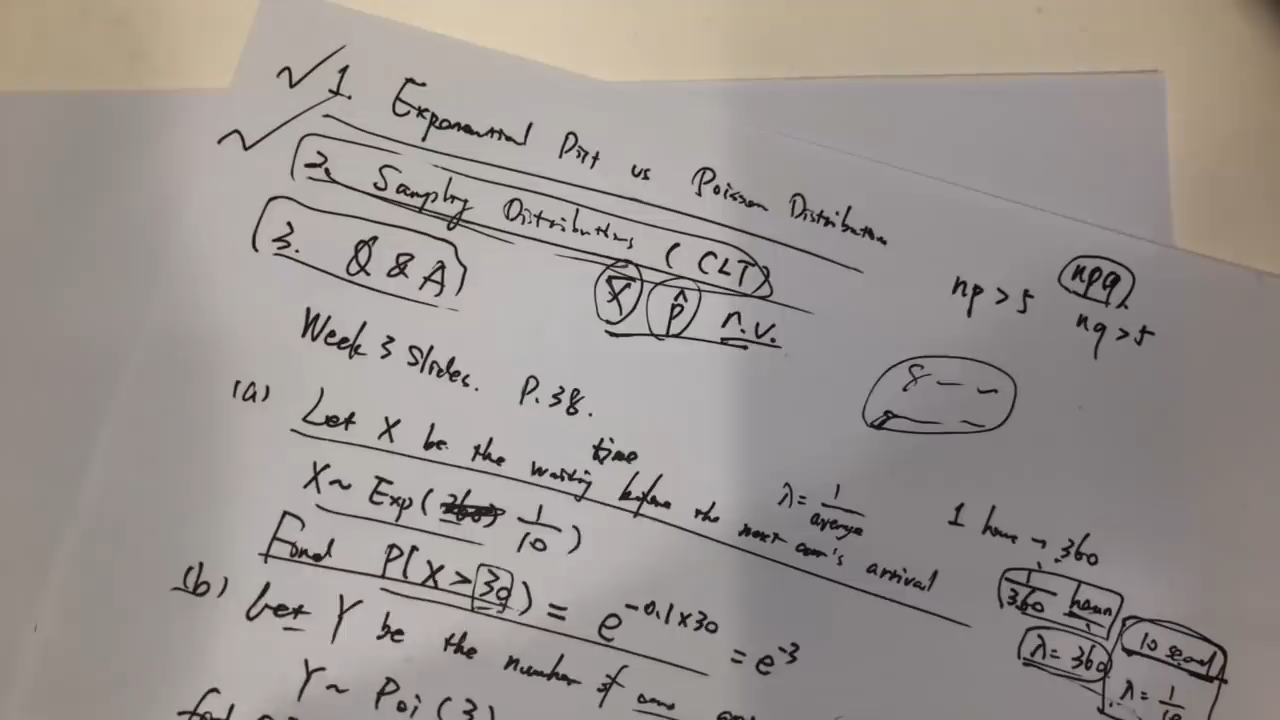 1. Exponential Dist vs Poisson Distribution
2. Sampling Distributions (CLT)
3. Q & A
X̄ p̂ r.v.
np > 5
npq
nq > 5
8
Week 3 Slides. P.38.
(a) Let X be the waiting time before the next car's arrival
X ~ Exp( 1/10 )
λ = 1/average
1 hour → 360
1/360 hour
λ = 360
10 second
λ = 1/10
Find P(X > 30) = e^{-0.1×30} = e^{-3}
(b) Let Y be the number of
Y ~ Poi (3)